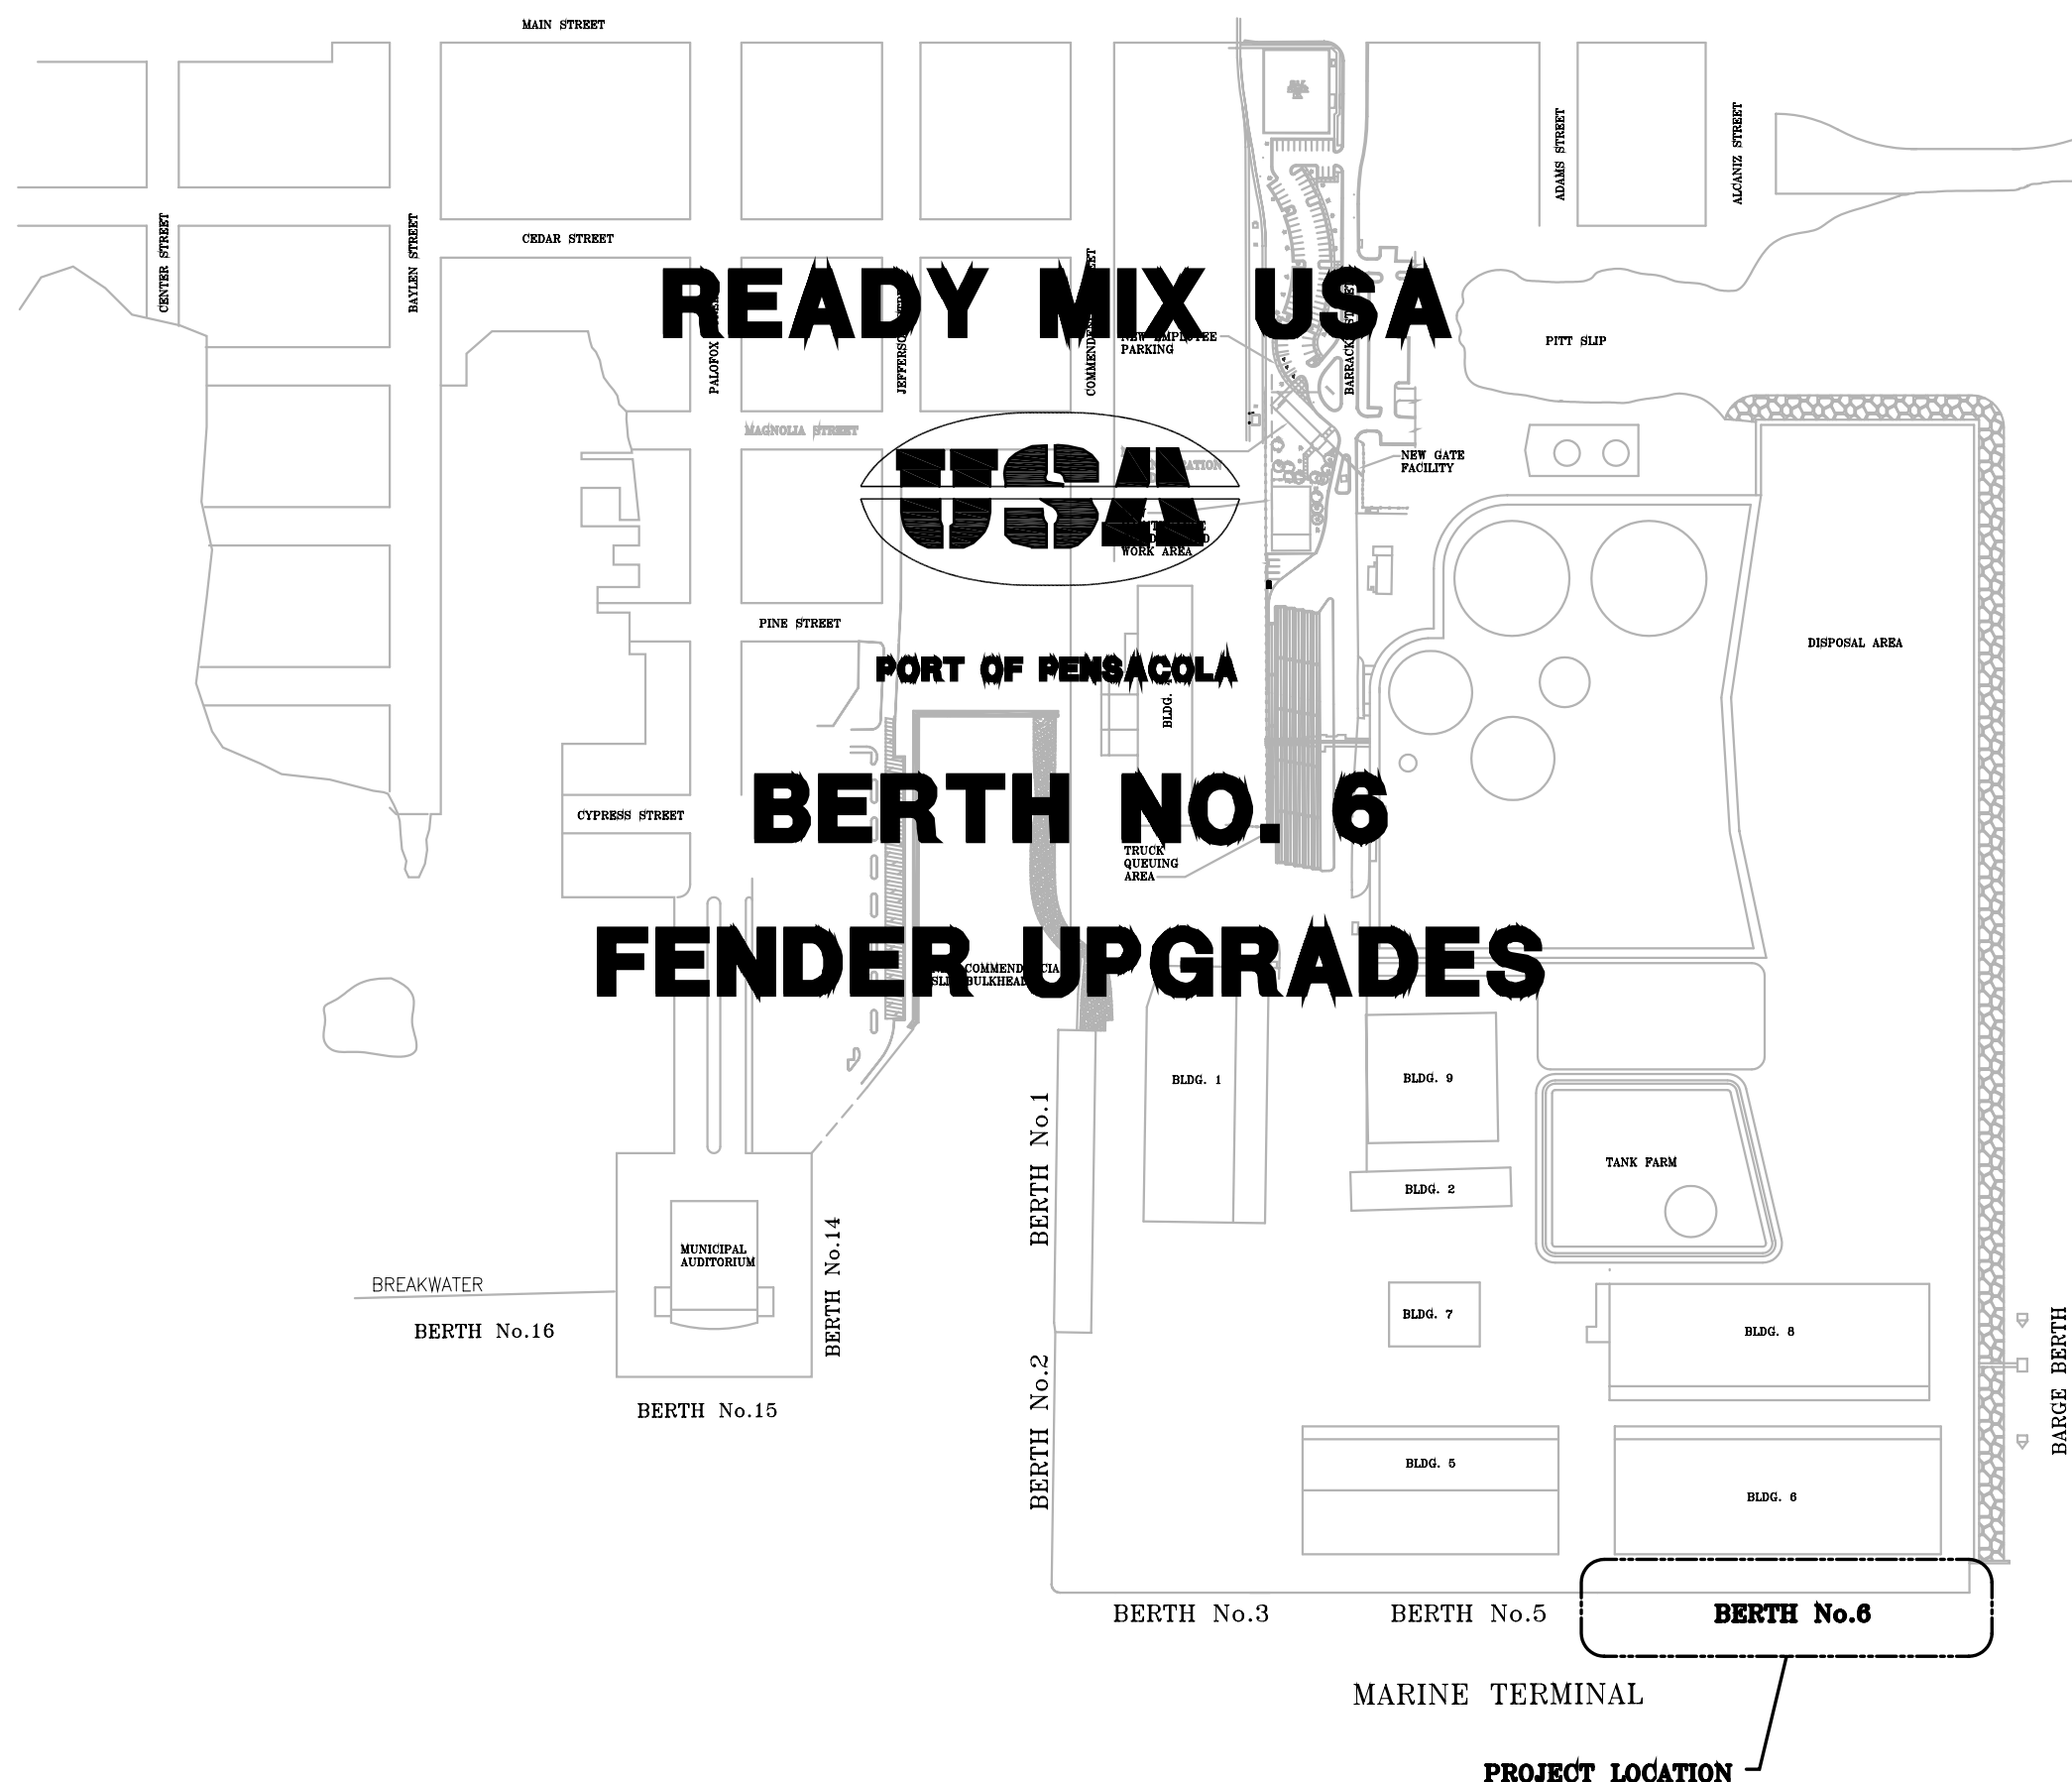 MAIN STREET
ADAMS STREET
ALCANIZ STREET
CENTER STREET
BAYLEN STREET
CEDAR STREET
READY MIX USA
PALOFOX
PARKING
PITT SLIP
MAGNOLIA STREET
USA
NEW GATE
FACILITY
WORK AREA
PINE STREET
DISPOSAL AREA
PORT OF PENSACOLA
BLDG.
BERTH NO. 6
CYPRESS STREET
TRUCK
QUEUING
AREA
FENDER UPGRADES
BLDG. 1
BLDG. 9
BERTH No.1
TANK FARM
BLDG. 2
MUNICIPAL
AUDITORIUM
BERTH No.14
BREAKWATER
BERTH No.16
BLDG. 7
BLDG. 8
BARGE BERTH
BERTH No.15
BERTH No.2
BLDG. 5
BLDG. 6
BERTH No.3
BERTH No.5
BERTH No.6
MARINE TERMINAL
PROJECT LOCATION